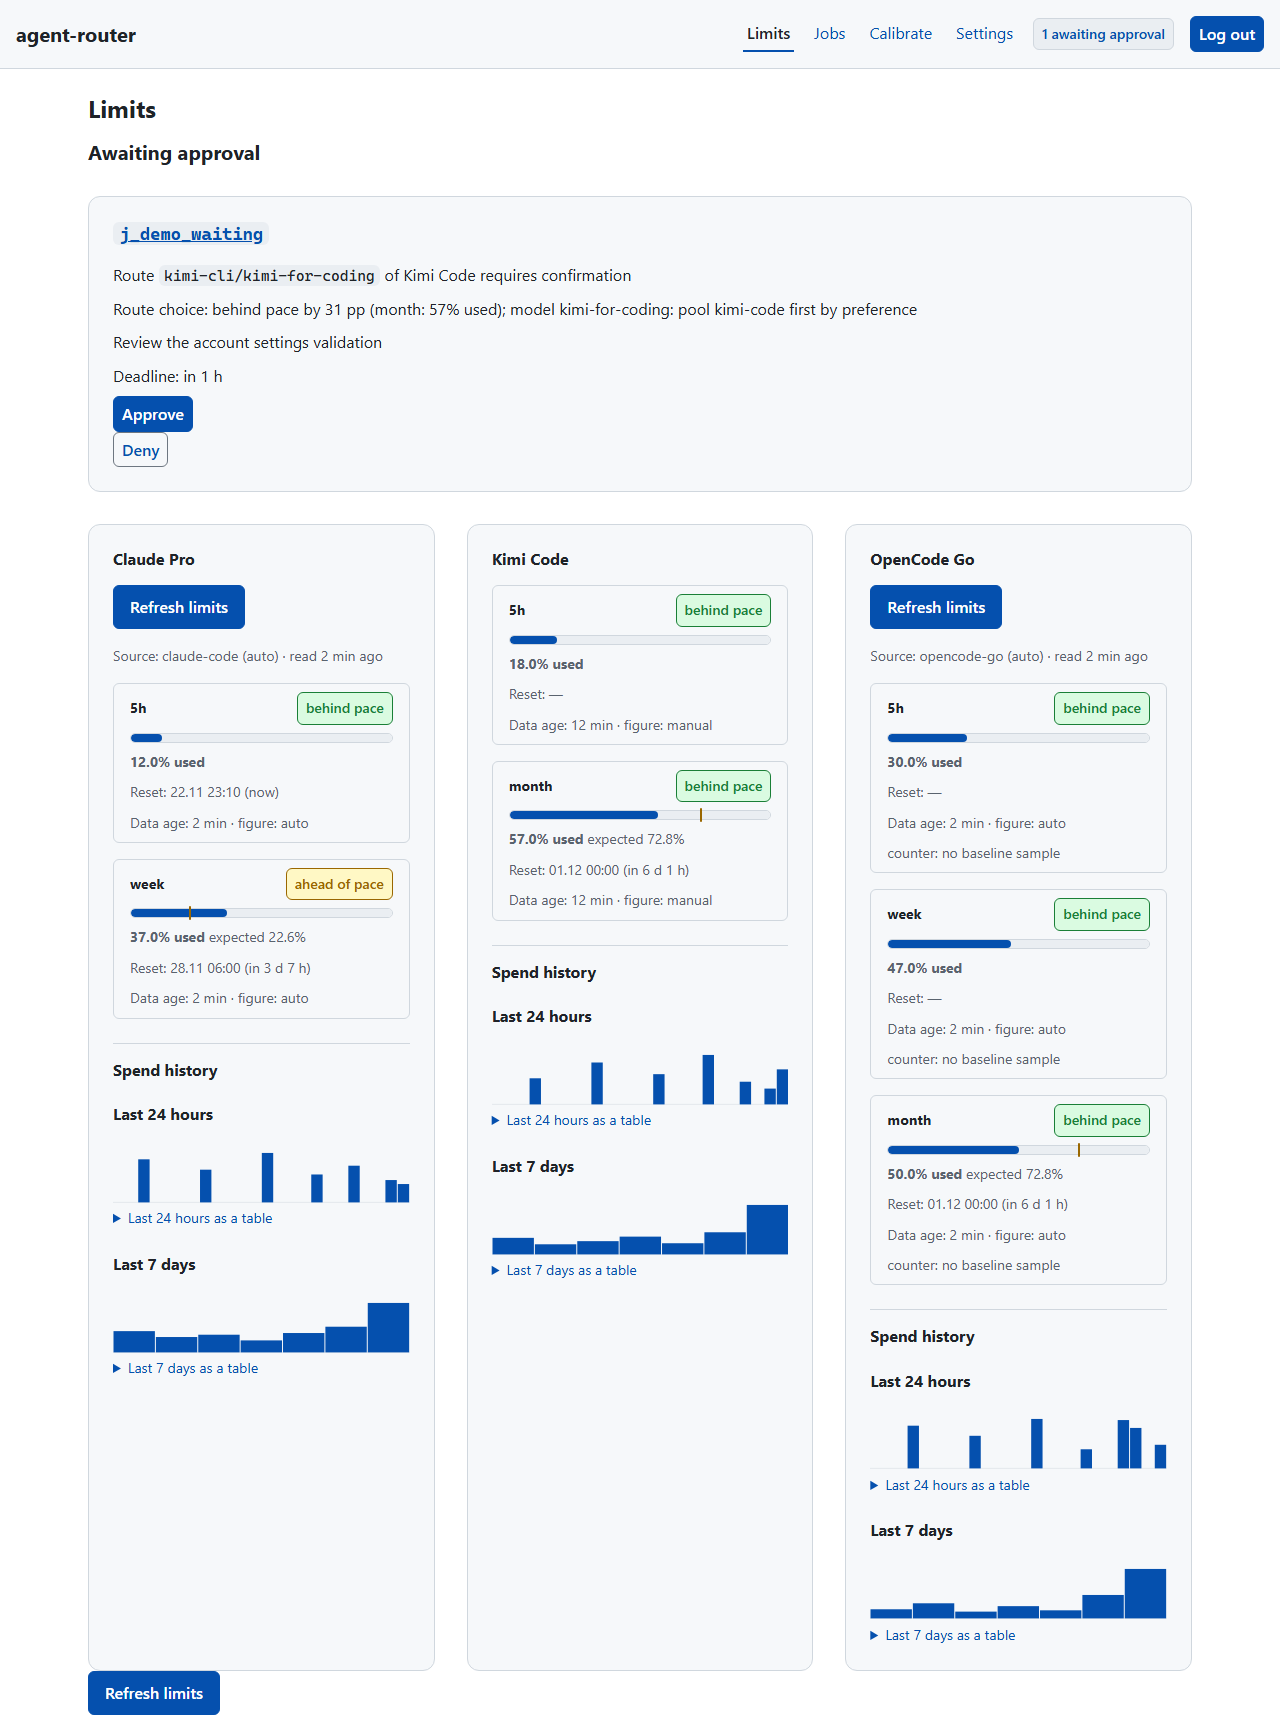 agent-router
Limits
Jobs
Calibrate
Settings
1 awaiting approval
Log out
Limits
Awaiting approval
j_demo_waiting
Route kimi-cli/kimi-for-coding of Kimi Code requires confirmation
Route choice: behind pace by 31 pp (month: 57% used); model kimi-for-coding: pool kimi-code first by preference
Review the account settings validation
Deadline: in 1 h
Approve
Deny
Claude Pro
Refresh limits
Source: claude-code (auto) · read 2 min ago
5h
behind pace
12.0% used
Reset: 22.11 23:10 (now)
Data age: 2 min · figure: auto
week
ahead of pace
37.0% used expected 22.6%
Reset: 28.11 06:00 (in 3 d 7 h)
Data age: 2 min · figure: auto
Spend history
Last 24 hours
Last 24 hours as a table
Last 7 days
Last 7 days as a table
Kimi Code
5h
behind pace
18.0% used
Reset: —
Data age: 12 min · figure: manual
month
behind pace
57.0% used expected 72.8%
Reset: 01.12 00:00 (in 6 d 1 h)
Data age: 12 min · figure: manual
Spend history
Last 24 hours
Last 24 hours as a table
Last 7 days
Last 7 days as a table
OpenCode Go
Refresh limits
Source: opencode-go (auto) · read 2 min ago
5h
behind pace
30.0% used
Reset: —
Data age: 2 min · figure: auto
counter: no baseline sample
week
behind pace
47.0% used
Reset: —
Data age: 2 min · figure: auto
counter: no baseline sample
month
behind pace
50.0% used expected 72.8%
Reset: 01.12 00:00 (in 6 d 1 h)
Data age: 2 min · figure: auto
counter: no baseline sample
Spend history
Last 24 hours
Last 24 hours as a table
Last 7 days
Last 7 days as a table
Refresh limits